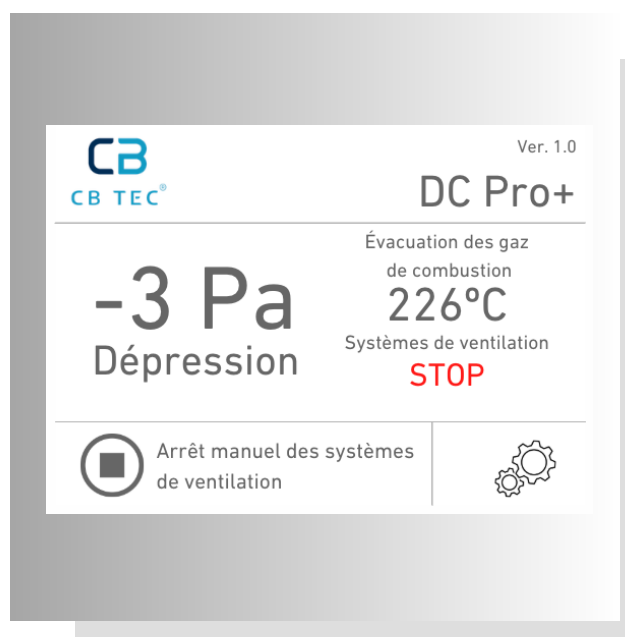 CB
CB TEC®
Ver. 1.0
DC Pro+
-3 Pa
Dépression
Évacuation des gaz
de combustion
226ºC
Systèmes de ventilation
STOP
Arrêt manuel des systèmes
de ventilation